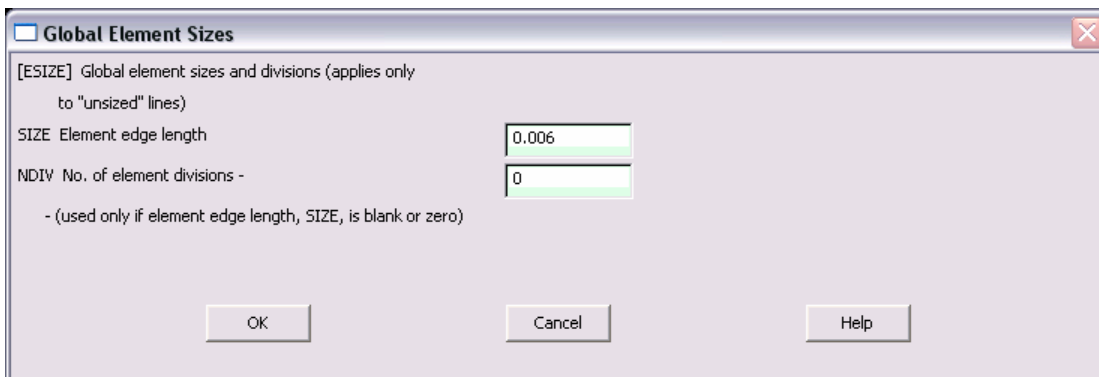 Global Element Sizes
[ESIZE] Global element sizes and divisions (applies only
to "unsized" lines)
SIZE Element edge length 0.006
NDIV No. of element divisions - 0
- (used only if element edge length, SIZE, is blank or zero)
OK Cancel Help